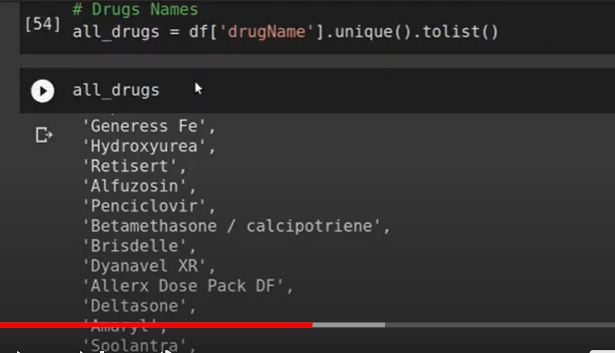 # Drugs Names
[54] all_drugs = df['drugName'].unique().tolist()
all_drugs
'Generess Fe',
'Hydroxyurea',
'Retisert',
'Alfuzosin',
'Penciclovir',
'Betamethasone / calcipotriene',
'Brisdelle',
'Dyanavel XR',
'Allerx Dose Pack DF',
'Deltasone',
'Amaryl',
'Soolantra',